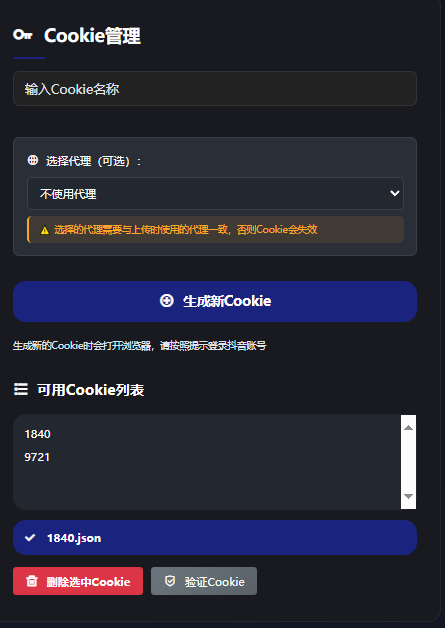 Cookie管理
输入Cookie名称
选择代理（可选）：
不使用代理
选择的代理需要与上传时使用的代理一致，否则Cookie会失效
生成新Cookie
生成新的Cookie时会打开浏览器，请按照提示登录抖音账号
可用Cookie列表
1840
9721
1840.json
删除选中Cookie 验证Cookie